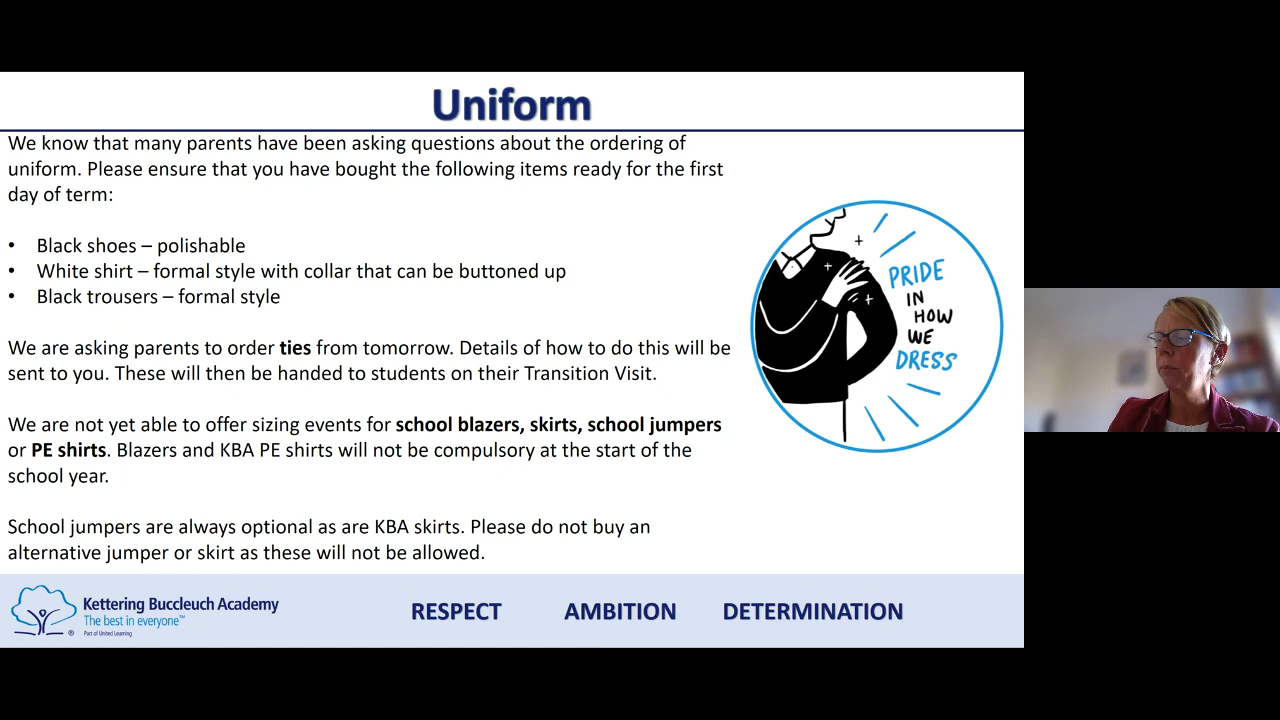 Uniform
We know that many parents have been asking questions about the ordering of
uniform. Please ensure that you have bought the following items ready for the first
day of term:
• Black shoes – polishable
• White shirt – formal style with collar that can be buttoned up
• Black trousers – formal style
We are asking parents to order ties from tomorrow. Details of how to do this will be
sent to you. These will then be handed to students on their Transition Visit.
We are not yet able to offer sizing events for school blazers, skirts, school jumpers
or PE shirts. Blazers and KBA PE shirts will not be compulsory at the start of the
school year.
School jumpers are always optional as are KBA skirts. Please do not buy an
alternative jumper or skirt as these will not be allowed.
PRIDE
IN
HOW
WE
DRESS
Kettering Buccleuch Academy
The best in everyone™
Part of United Learning
®
RESPECT AMBITION DETERMINATION